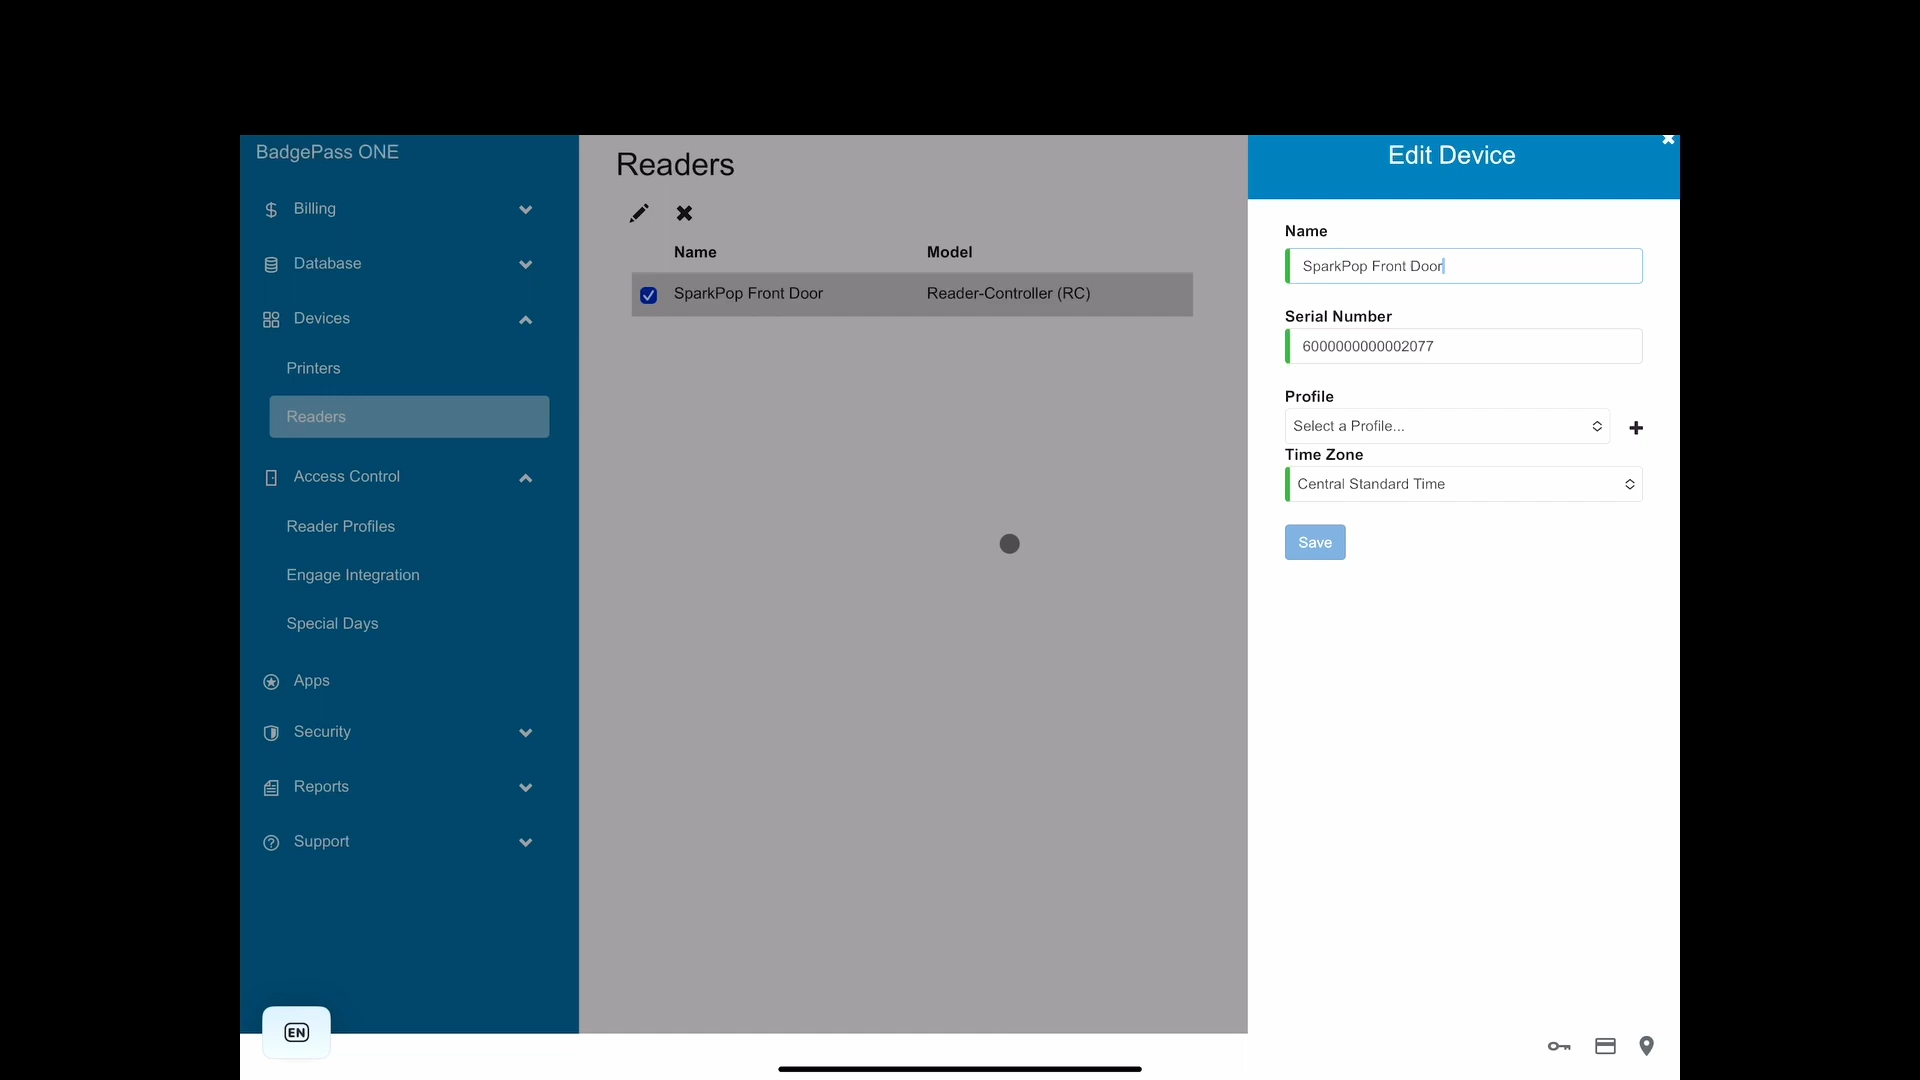 BadgePass ONE
Billing
Database
Devices
Printers
Readers
Access Control
Reader Profiles
Engage Integration
Special Days
Apps
Security
Reports
Support
EN
Readers
Name Model
SparkPop Front Door Reader-Controller (RC)
Edit Device
Name
SparkPop Front Door
Serial Number
6000000000002077
Profile
Select a Profile...
Time Zone
Central Standard Time
Save